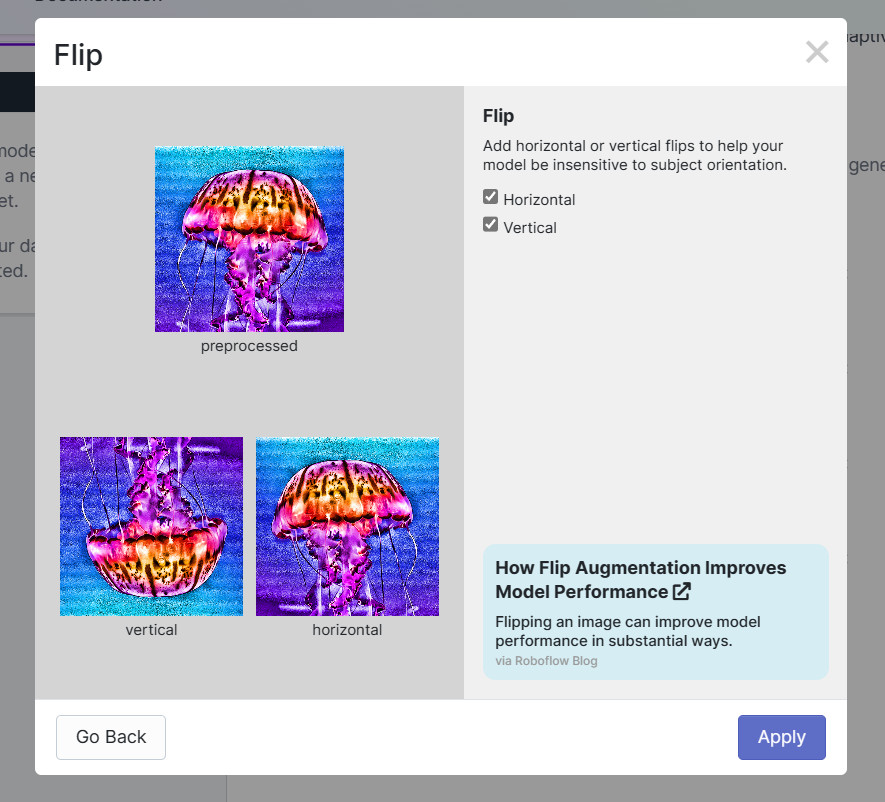 Flip
preprocessed
vertical
horizontal
Flip
Add horizontal or vertical flips to help your
model be insensitive to subject orientation.
Horizontal
Vertical
How Flip Augmentation Improves
Model Performance
Flipping an image can improve model
performance in substantial ways.
via Roboflow Blog
Go Back
Apply